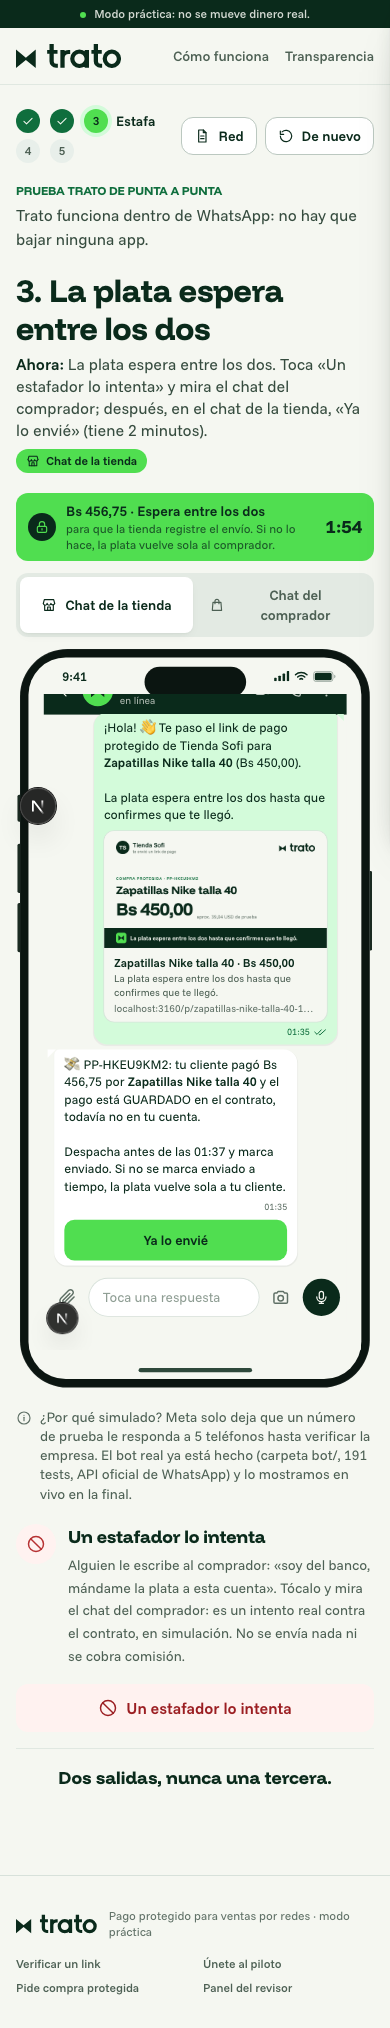 Modo práctica: no se mueve dinero real.
trato
Cómo funciona
Transparencia
3
Estafa
4
5
Red
De nuevo
PRUEBA TRATO DE PUNTA A PUNTA
Trato funciona dentro de WhatsApp: no hay que
bajar ninguna app.
3. La plata espera
entre los dos
Ahora: La plata espera entre los dos. Toca «Un
estafador lo intenta» y mira el chat del
comprador; después, en el chat de la tienda, «Ya
lo envié» (tiene 2 minutos).
Chat de la tienda
Bs 456,75 · Espera entre los dos
para que la tienda registre el envío. Si no lo
hace, la plata vuelve sola al comprador.
1:54
Chat de la tienda
Chat del
comprador
9:41
en línea
¡Hola! 👋 Te paso el link de pago
protegido de Tienda Sofi para
Zapatillas Nike talla 40 (Bs 450,00).
La plata espera entre los dos hasta que
confirmes que te llegó.
TS
Tienda Sofi
te envió un link de pago
trato
COMPRA PROTEGIDA · PP-HKEU9KM2
Zapatillas Nike talla 40
Bs 450,00
La plata espera entre los dos hasta que confirmes que te llegó.
Zapatillas Nike talla 40 · Bs 450,00
La plata espera entre los dos hasta que
confirmes que te llegó.
localhost:3160/p/zapatillas-nike-talla-40-1...
01:35
💸 PP-HKEU9KM2: tu cliente pagó Bs
456,75 por Zapatillas Nike talla 40 y el
pago está GUARDADO en el contrato,
todavía no en tu cuenta.
Despacha antes de las 01:37 y marca
enviado. Si no se marca enviado a
tiempo, la plata vuelve sola a tu cliente.
01:35
Ya lo envié
Toca una respuesta
N
N
¿Por qué simulado? Meta solo deja que un número
de prueba le responda a 5 teléfonos hasta verificar la
empresa. El bot real ya está hecho (carpeta bot/, 191
tests, API oficial de WhatsApp) y lo mostramos en
vivo en la final.
Un estafador lo intenta
Alguien le escribe al comprador: «soy del banco,
mándame la plata a esta cuenta». Tócalo y mira
el chat del comprador: es un intento real contra
el contrato, en simulación. No se envía nada ni
se cobra comisión.
Un estafador lo intenta
Dos salidas, nunca una tercera.
trato
Pago protegido para ventas por redes · modo
práctica
Verificar un link
Únete al piloto
Pide compra protegida
Panel del revisor